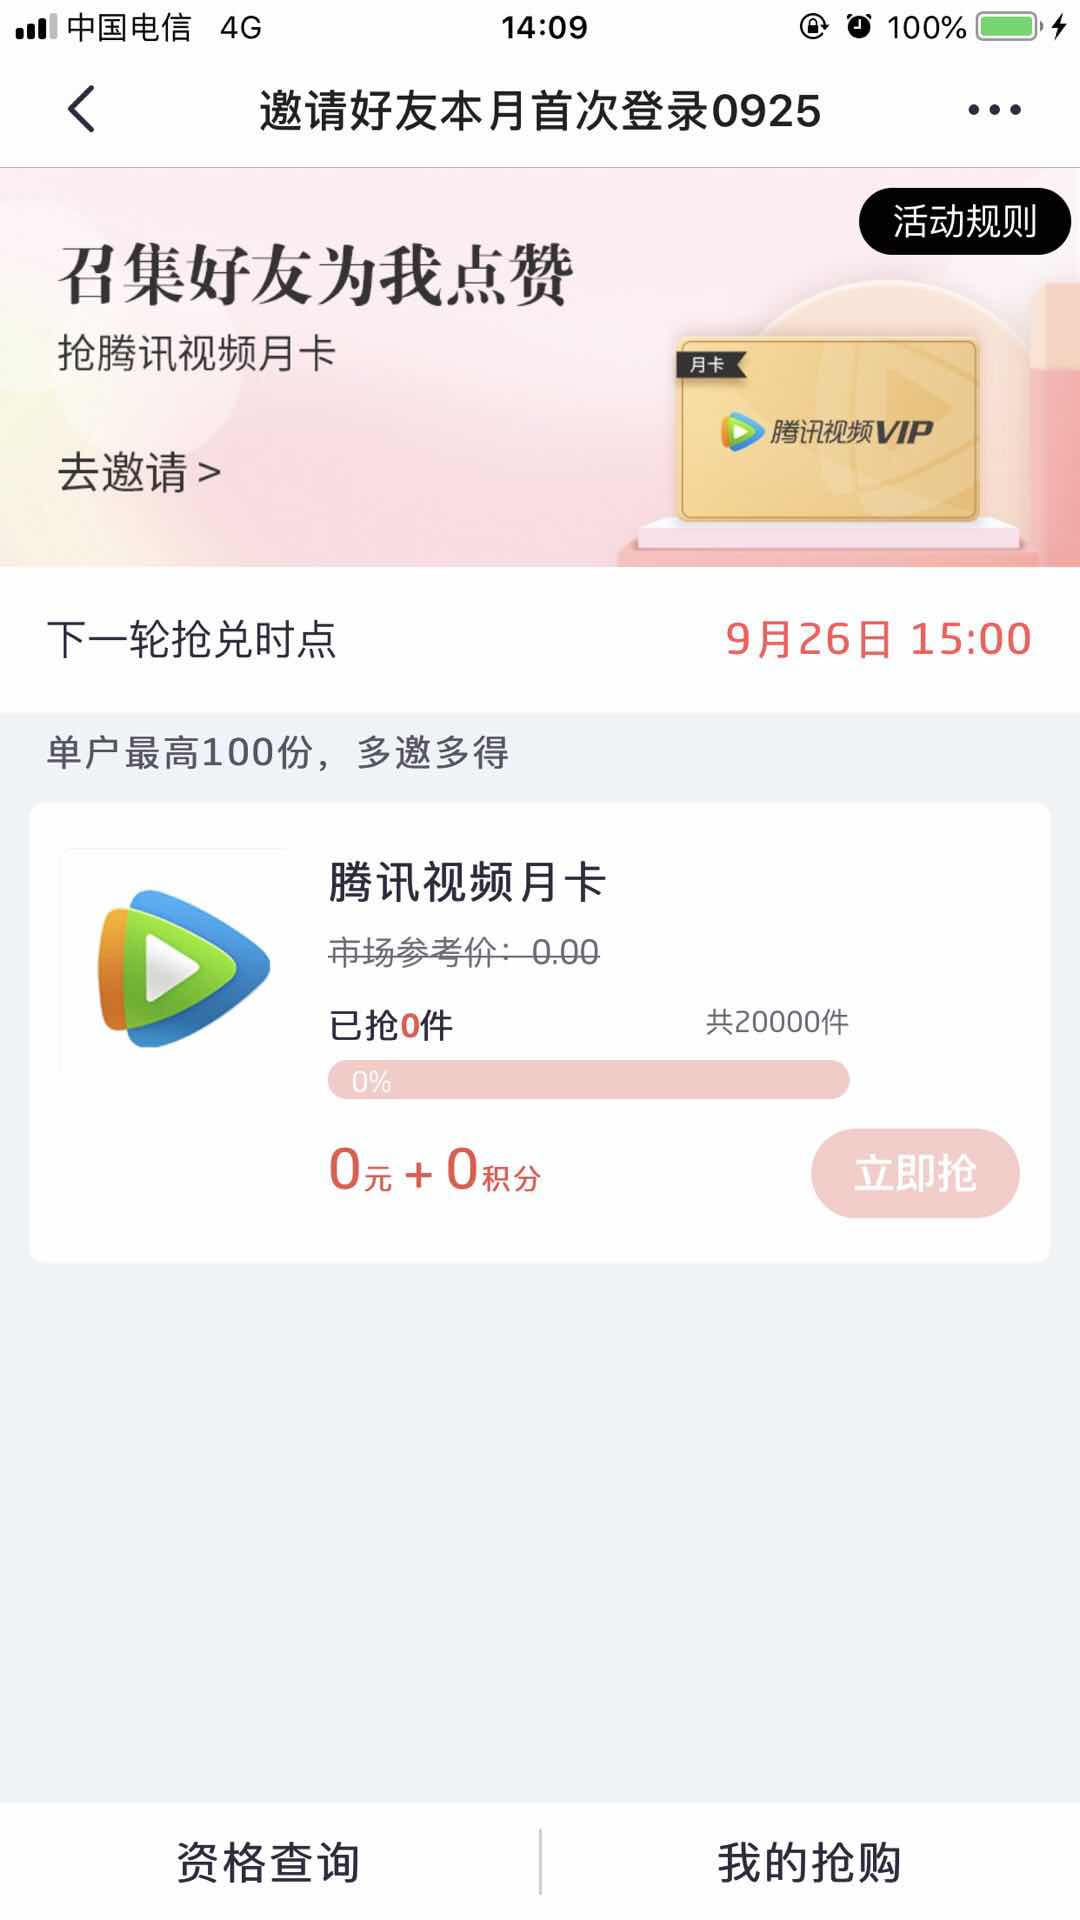 中国电信 4G 14:09 100%
邀请好友本月首次登录0925
活动规则
召集好友为我点赞
抢腾讯视频月卡
去邀请 >
月卡
腾讯视频VIP
下一轮抢兑时点 9月26日 15:00
单户最高100份，多邀多得
腾讯视频月卡
市场参考价：0.00
已抢0件 共20000件
0%
0元 + 0积分 立即抢
资格查询 我的抢购